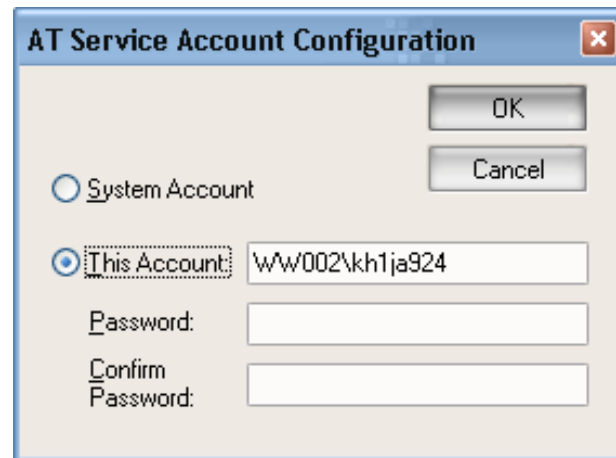 AT Service Account Configuration
OK
Cancel
System Account
This Account: WW002\kh1ja924
Password:
Confirm
Password: